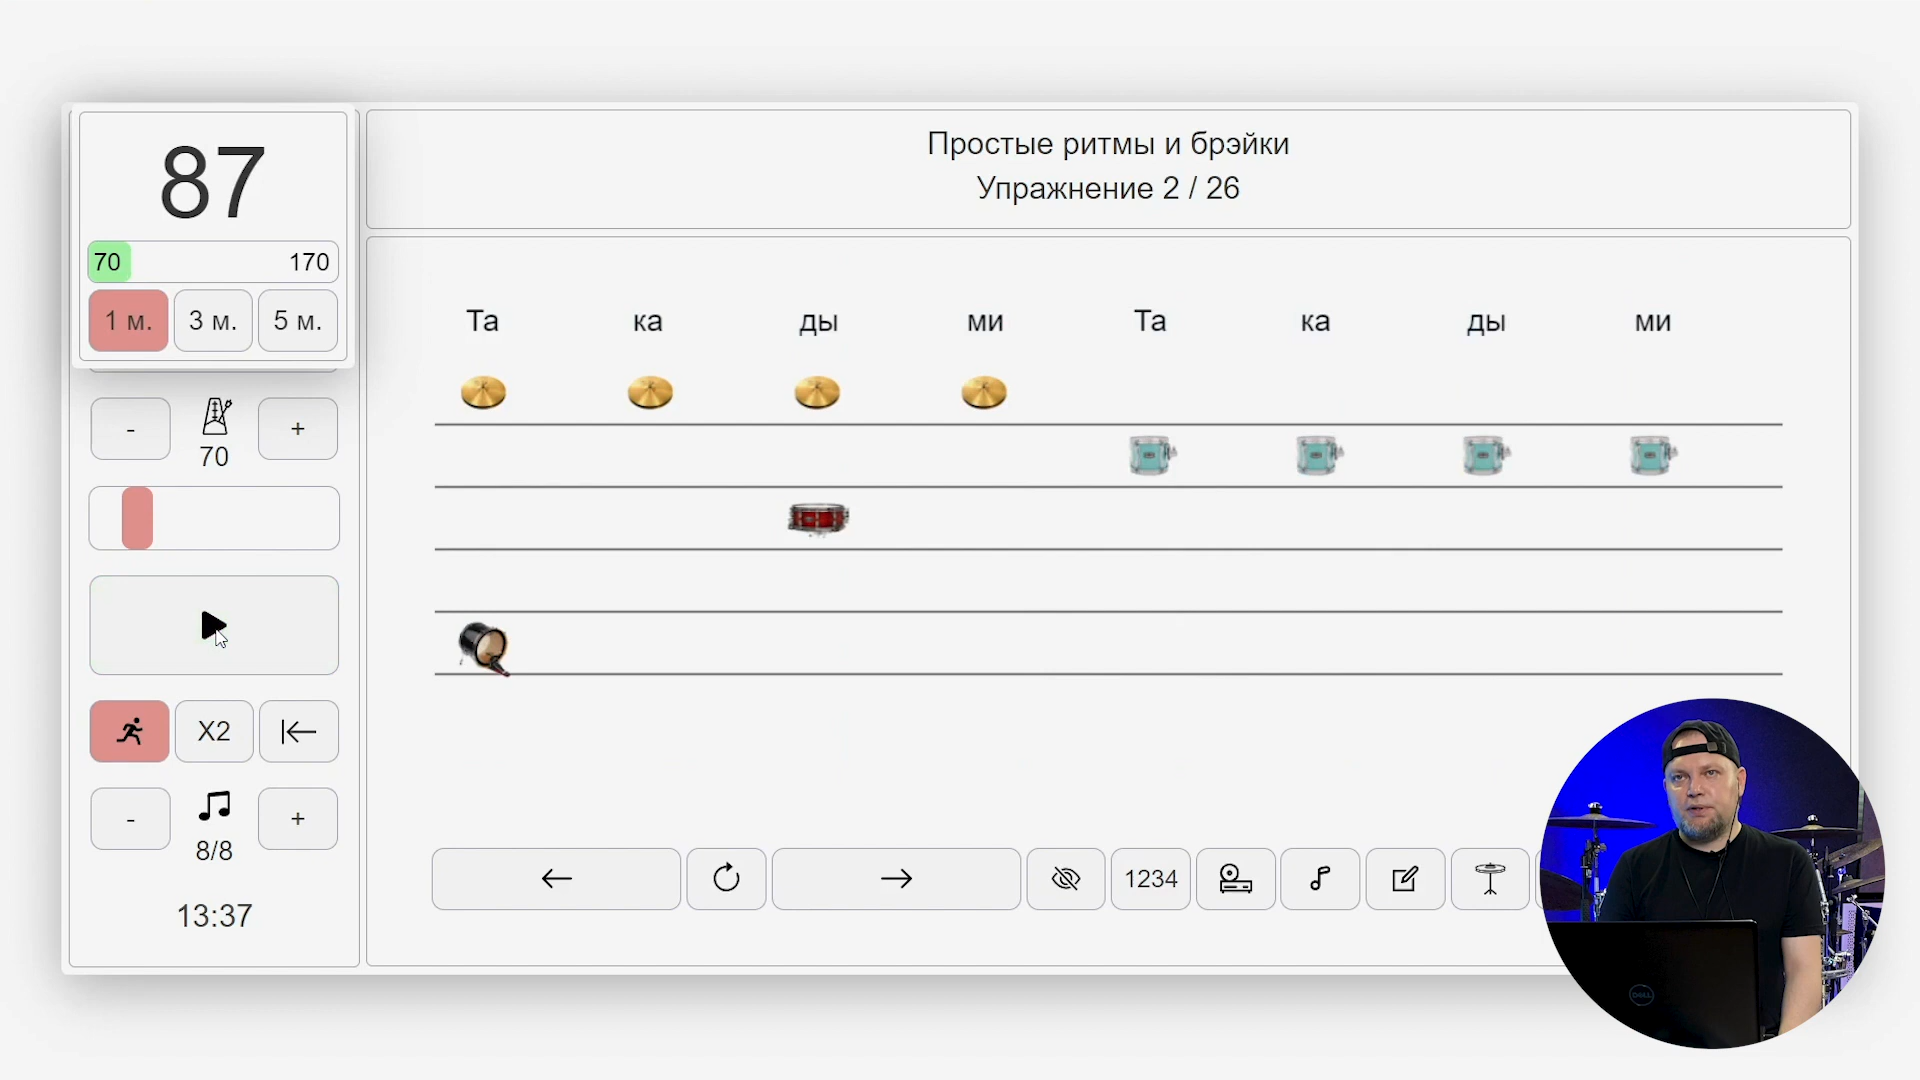 87
70 170
1 м. 3 м. 5 м.
- 70 +
X2
- 8/8 +
13:37
Простые ритмы и брэйки
Упражнение 2 / 26
Та ка ды ми Та ка ды ми
1234
DELL